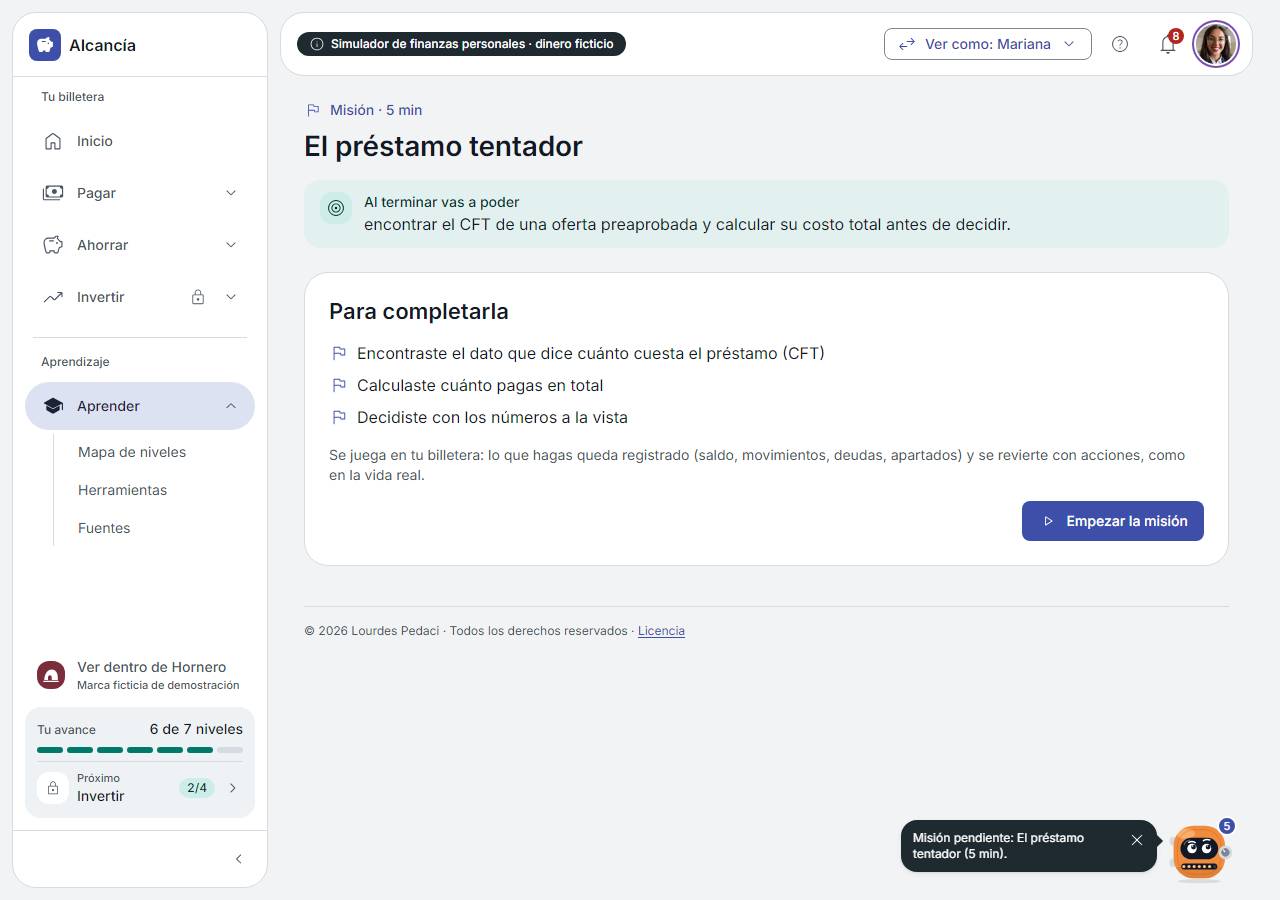 Alcancía
Simulador de finanzas personales · dinero ficticio
Ver como: Mariana
8
Tu billetera
Inicio
Pagar
Ahorrar
Invertir
Aprendizaje
Aprender
Mapa de niveles
Herramientas
Fuentes
Ver dentro de Hornero
Marca ficticia de demostración
Tu avance
6 de 7 niveles
Próximo
Invertir
2/4
Misión · 5 min
El préstamo tentador
Al terminar vas a poder
encontrar el CFT de una oferta preaprobada y calcular su costo total antes de decidir.
Para completarla
Encontraste el dato que dice cuánto cuesta el préstamo (CFT)
Calculaste cuánto pagas en total
Decidiste con los números a la vista
Se juega en tu billetera: lo que hagas queda registrado (saldo, movimientos, deudas, apartados) y se revierte con acciones, como
en la vida real.
Empezar la misión
© 2026 Lourdes Pedaci · Todos los derechos reservados · Licencia
Misión pendiente: El préstamo
tentador (5 min).
5